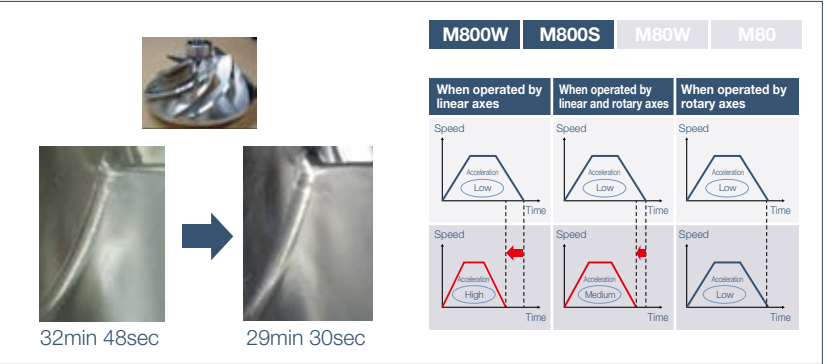 M800W M800S M80W M80
When operated by linear axes
When operated by linear and rotary axes
When operated by rotary axes
Speed Speed Speed
Acceleration Acceleration Acceleration
Low Low Low
Time Time Time
Speed Speed Speed
Acceleration Acceleration Acceleration
High Medium Low
Time Time Time
32min 48sec 29min 30sec